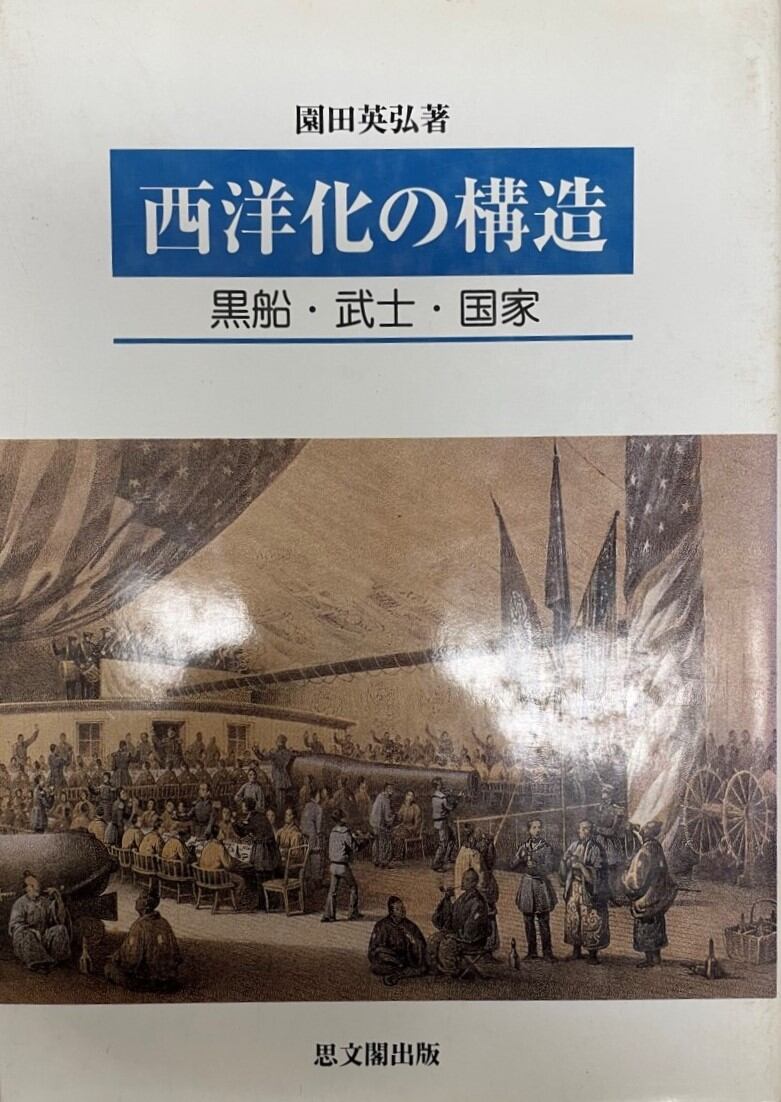 園田英弘著
西洋化の構造
黒船・武士・国家
思文閣出版